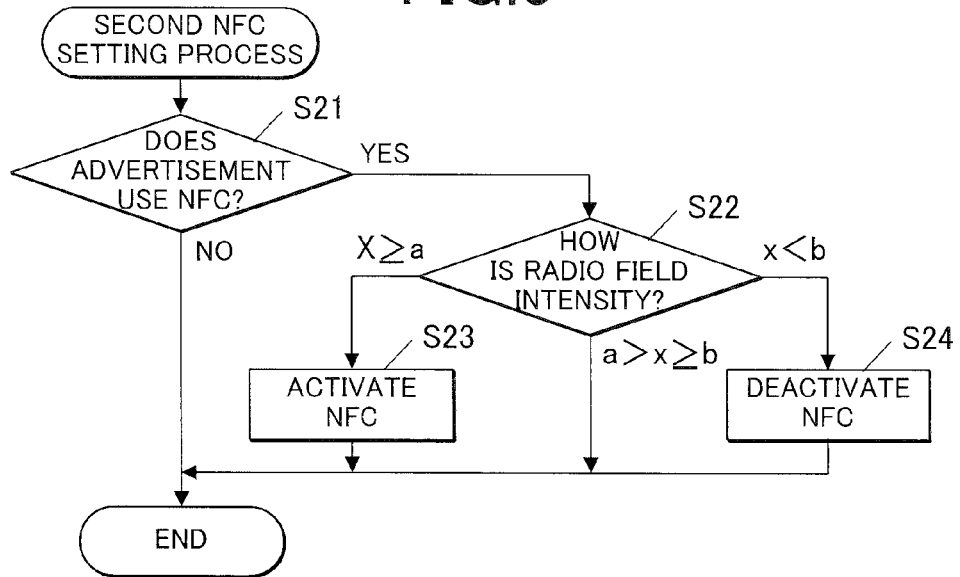 SECOND NFC
SETTING PROCESS
S21
DOES
ADVERTISEMENT
USE NFC?
YES
NO
S22
HOW
IS RADIO FIELD
INTENSITY?
X≥a
x<b
a>x≥b
S23
ACTIVATE
NFC
S24
DEACTIVATE
NFC
END